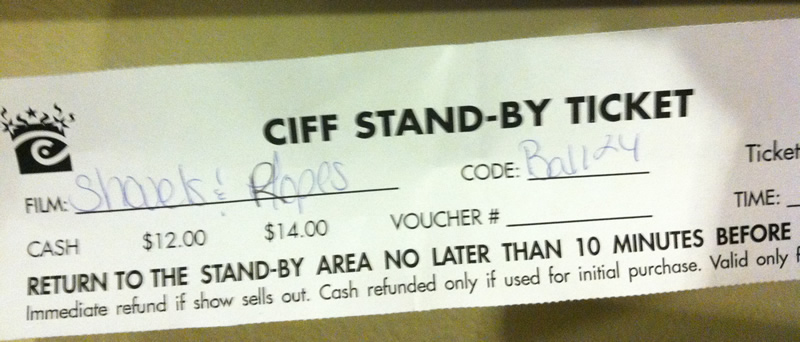 CIFF STAND-BY TICKET
FILM: Shovels & Ropes CODE: Ball24 Ticket
CASH $12.00 $14.00 VOUCHER # TIME:
RETURN TO THE STAND-BY AREA NO LATER THAN 10 MINUTES BEFORE
Immediate refund if show sells out. Cash refunded only if used for initial purchase. Valid only f